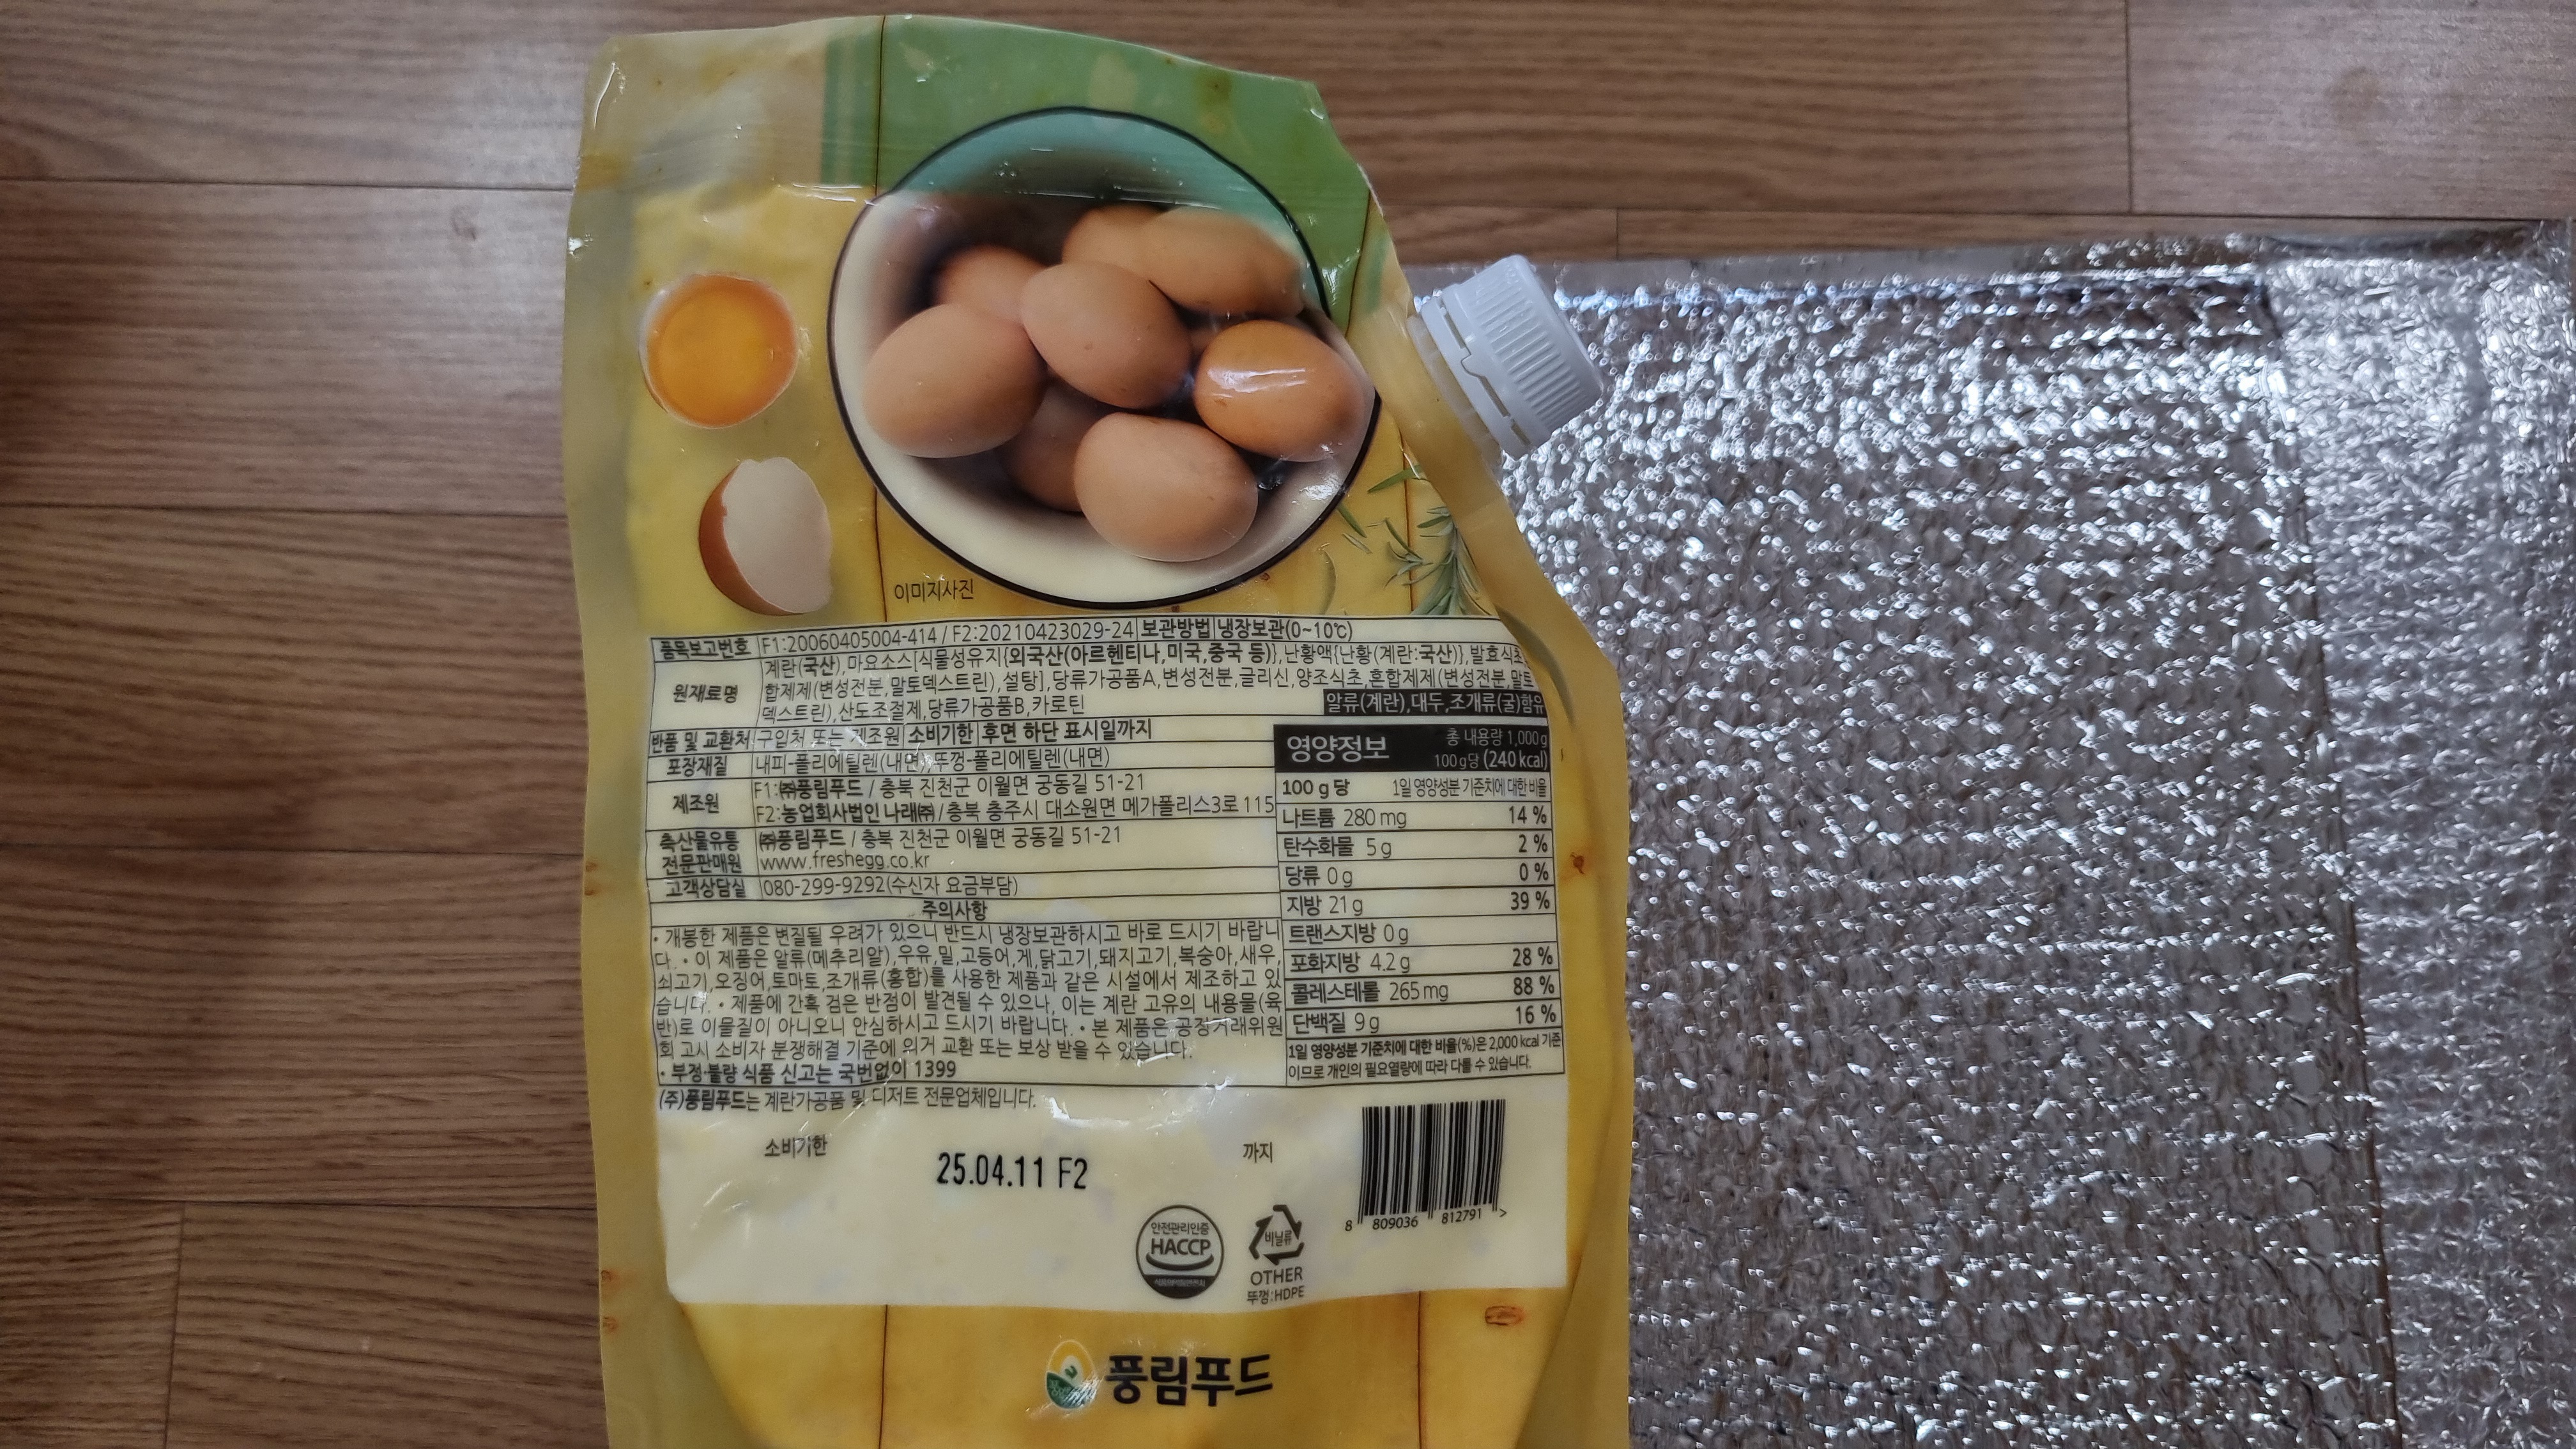 이미지사진
품목보고번호 F1:20060405004-414 / F2:20210423029-24 보관방법 냉장보관(0~10℃)
원재료명
계란(국산),마요소스[식물성유지{외국산(아르헨티나,미국,중국 등)},난황액{난황(계란:국산)},발효식초
합제제(변성전분,말토덱스트린),설탕],당류가공품A,변성전분,글리신,양조식초,혼합제제(변성전분,말토
덱스트린),산도조절제,당류가공품B,카로틴
알류(계란),대두,조개류(굴)함유
반품 및 교환처 구입처 또는 제조원 소비기한 후면 하단 표시일까지
포장재질 내피-폴리에틸렌(내면),뚜껑-폴리에틸렌(내면)
제조원
F1:㈜풍림푸드 / 충북 진천군 이월면 궁동길 51-21
F2:농업회사법인 나래㈜/충북 충주시 대소원면 메가폴리스3로 115
축산물유통
전문판매원
㈜풍림푸드 / 충북 진천군 이월면 궁동길 51-21
www.freshegg.co.kr
고객상담실 080-299-9292(수신자 요금부담)
주의사항
• 개봉한 제품은 변질될 우려가 있으니 반드시 냉장보관하시고 바로 드시기 바랍니
다. • 이 제품은 알류(메추리알),우유,밀,고등어,게,닭고기,돼지고기,복숭아,새우,
쇠고기,오징어,토마토,조개류(홍합)를 사용한 제품과 같은 시설에서 제조하고 있
습니다. • 제품에 간혹 검은 반점이 발견될 수 있으나, 이는 계란 고유의 내용물(육
반)로 이물질이 아니오니 안심하시고 드시기 바랍니다. • 본 제품은 공정거래위원
회 고시 소비자 분쟁해결 기준에 의거 교환 또는 보상 받을 수 있습니다.
• 부정·불량 식품 신고는 국번없이 1399
(주)풍림푸드는 계란가공품 및 디저트 전문업체입니다.
영양정보
총 내용량 1,000g
100g당 (240 kcal)
100 g 당 1일 영양성분 기준치에 대한 비율
나트륨 280 mg 14 %
탄수화물 5 g 2 %
당류 0 g 0 %
지방 21 g 39 %
트랜스지방 0 g
포화지방 4.2 g 28 %
콜레스테롤 265 mg 88 %
단백질 9 g 16 %
1일 영양성분 기준치에 대한 비율(%)은 2,000 kcal 기준
이므로 개인의 필요열량에 따라 다를 수 있습니다.
소비기한 25.04.11 F2 까지
8 809036 812791 >
안전관리인증
HACCP
비닐류
OTHER
뚜껑:HDPE
풍림푸드